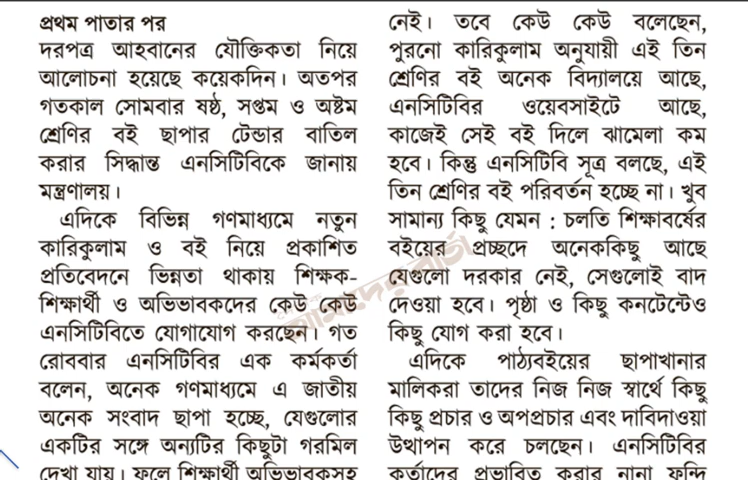 প্রথম পাতার পর
দরপত্র আহবানের যৌক্তিকতা নিয়ে
আলোচনা হয়েছে কয়েকদিন। অতপর
গতকাল সোমবার ষষ্ঠ, সপ্তম ও অষ্টম
শ্রেণির বই ছাপার টেন্ডার বাতিল
করার সিদ্ধান্ত এনসিটিবিকে জানায়
মন্ত্রণালয়।
এদিকে বিভিন্ন গণমাধ্যমে নতুন
কারিকুলাম ও বই নিয়ে প্রকাশিত
প্রতিবেদনে ভিন্নতা থাকায় শিক্ষক-
শিক্ষার্থী ও অভিভাবকদের কেউ কেউ
এনসিটিবিতে যোগাযোগ করছেন। গত
রোববার এনসিটিবির এক কর্মকর্তা
বলেন, অনেক গণমাধ্যমে এ জাতীয়
অনেক সংবাদ ছাপা হচ্ছে, যেগুলোর
একটির সঙ্গে অন্যটির কিছুটা গরমিল
দেখা যায়। ফলে শিক্ষার্থী অভিভাবকসহ
নেই। তবে কেউ কেউ বলেছেন,
পুরনো কারিকুলাম অনুযায়ী এই তিন
শ্রেণির বই অনেক বিদ্যালয়ে আছে,
এনসিটিবির ওয়েবসাইটে আছে,
কাজেই সেই বই দিলে ঝামেলা কম
হবে। কিন্তু এনসিটিবি সূত্র বলছে, এই
তিন শ্রেণির বই পরিবর্তন হচ্ছে না। খুব
সামান্য কিছু যেমন : চলতি শিক্ষাবর্ষের
বইয়ের প্রচ্ছদে অনেককিছু আছে
যেগুলো দরকার নেই, সেগুলোই বাদ
দেওয়া হবে। পৃষ্ঠা ও কিছু কনটেন্টেও
কিছু যোগ করা হবে।
এদিকে পাঠ্যবইয়ের ছাপাখানার
মালিকরা তাদের নিজ নিজ স্বার্থে কিছু
কিছু প্রচার ও অপপ্রচার এবং দাবিদাওয়া
উত্থাপন করে চলছেন। এনসিটিবির
কর্তাদের প্রভাবিত করার নানা ফন্দি